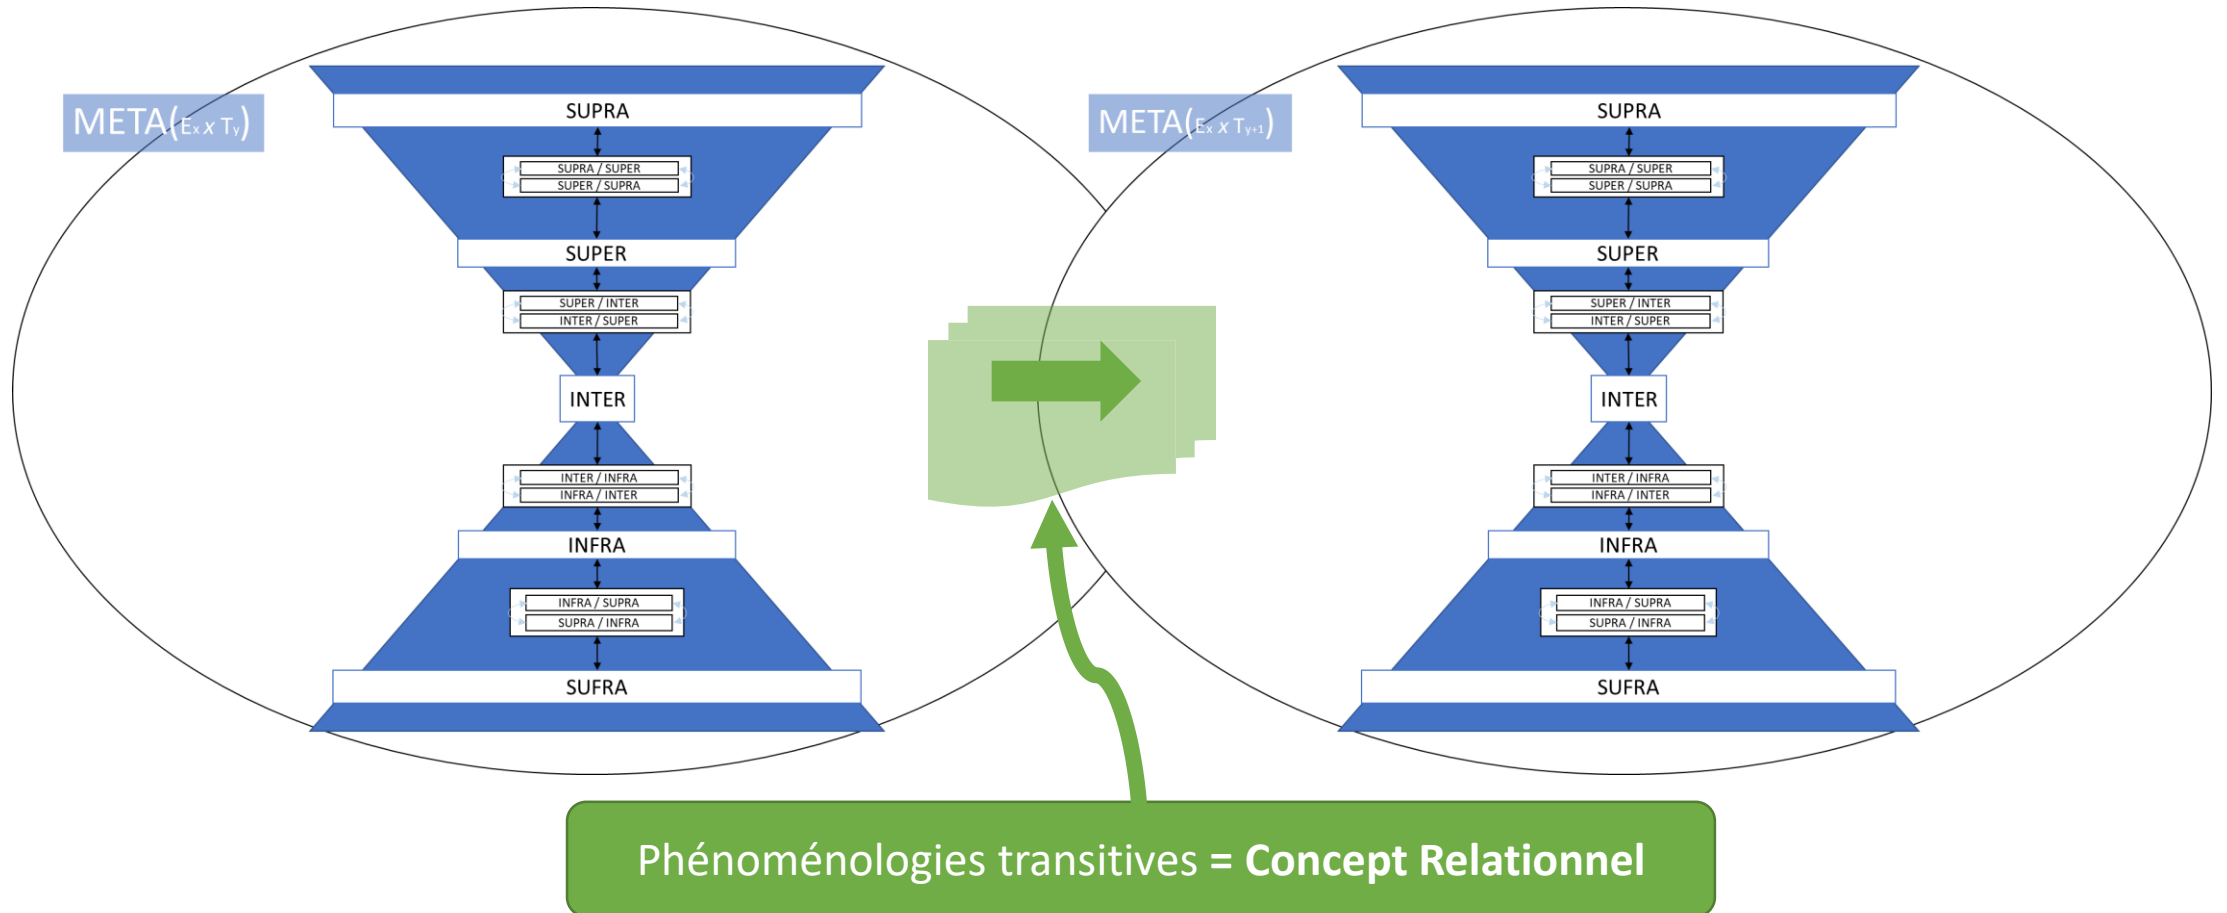 META(Ex x Ty)
SUPRA
SUPRA / SUPER
SUPER / SUPRA
SUPER
SUPER / INTER
INTER / SUPER
INTER
INTER / INFRA
INFRA / INTER
INFRA
INFRA / SUPRA
SUPRA / INFRA
SUFRA
META(Ex x Ty+1)
SUPRA
SUPRA / SUPER
SUPER / SUPRA
SUPER
SUPER / INTER
INTER / SUPER
INTER
INTER / INFRA
INFRA / INTER
INFRA
INFRA / SUPRA
SUPRA / INFRA
SUFRA
Phénoménologies transitives = Concept Relationnel